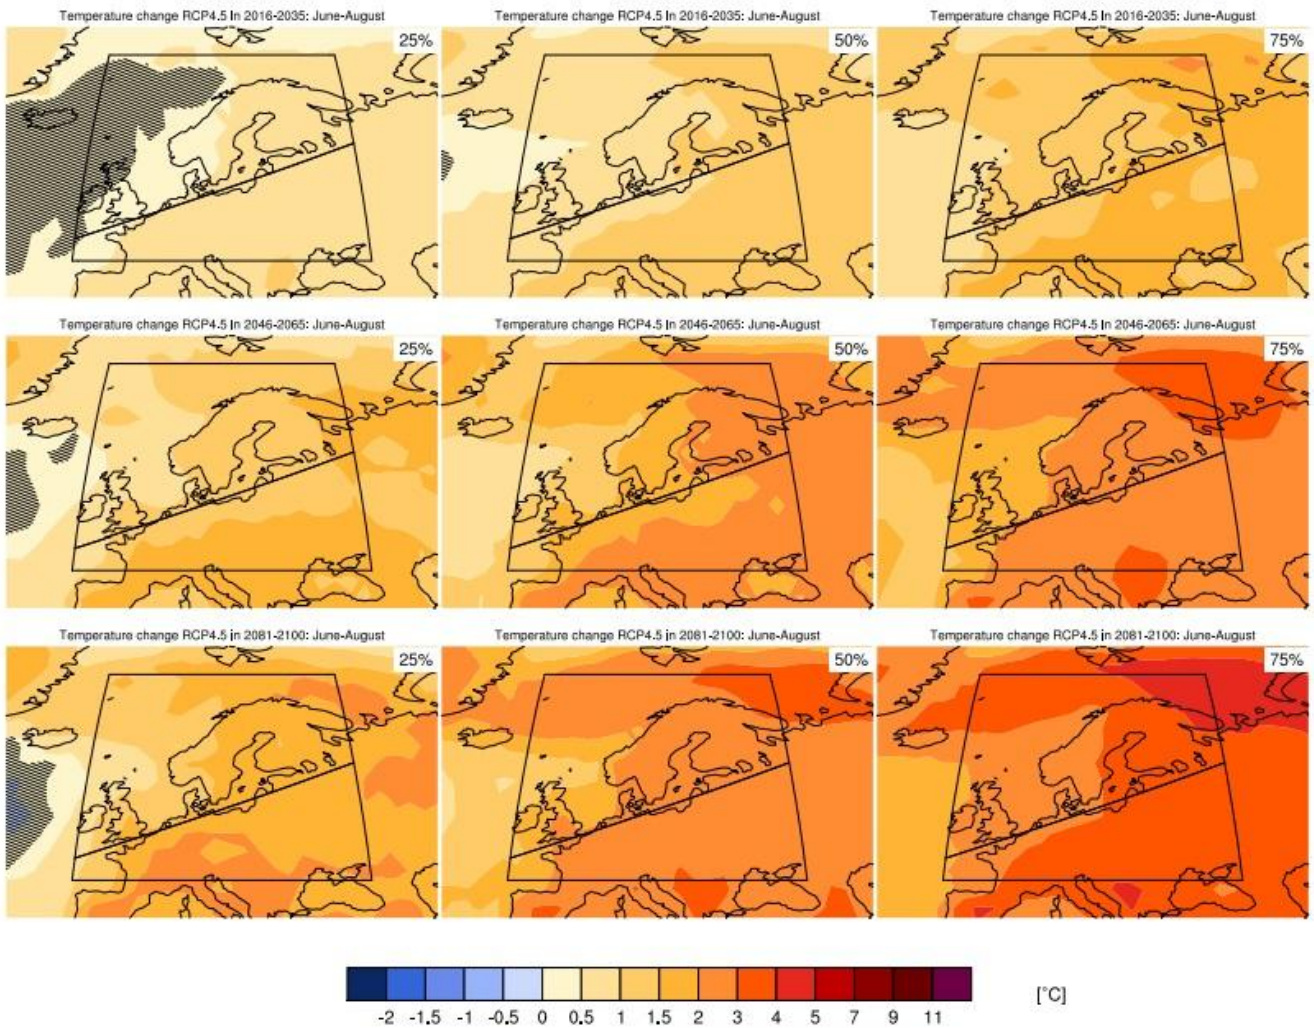 Temperature change RCP4.5 in 2016-2035: June-August
Temperature change RCP4.5 in 2016-2035: June-August
Temperature change RCP4.5 in 2016-2035: June-August
25%
50%
75%
Temperature change RCP4.5 in 2046-2065: June-August
Temperature change RCP4.5 in 2046-2065: June-August
Temperature change RCP4.5 in 2046-2065: June-August
25%
50%
75%
Temperature change RCP4.5 in 2081-2100: June-August
Temperature change RCP4.5 in 2081-2100: June-August
Temperature change RCP4.5 in 2081-2100: June-August
25%
50%
75%
-2 -1.5 -1 -0.5 0 0.5 1 1.5 2 3 4 5 7 9 11
[°C]